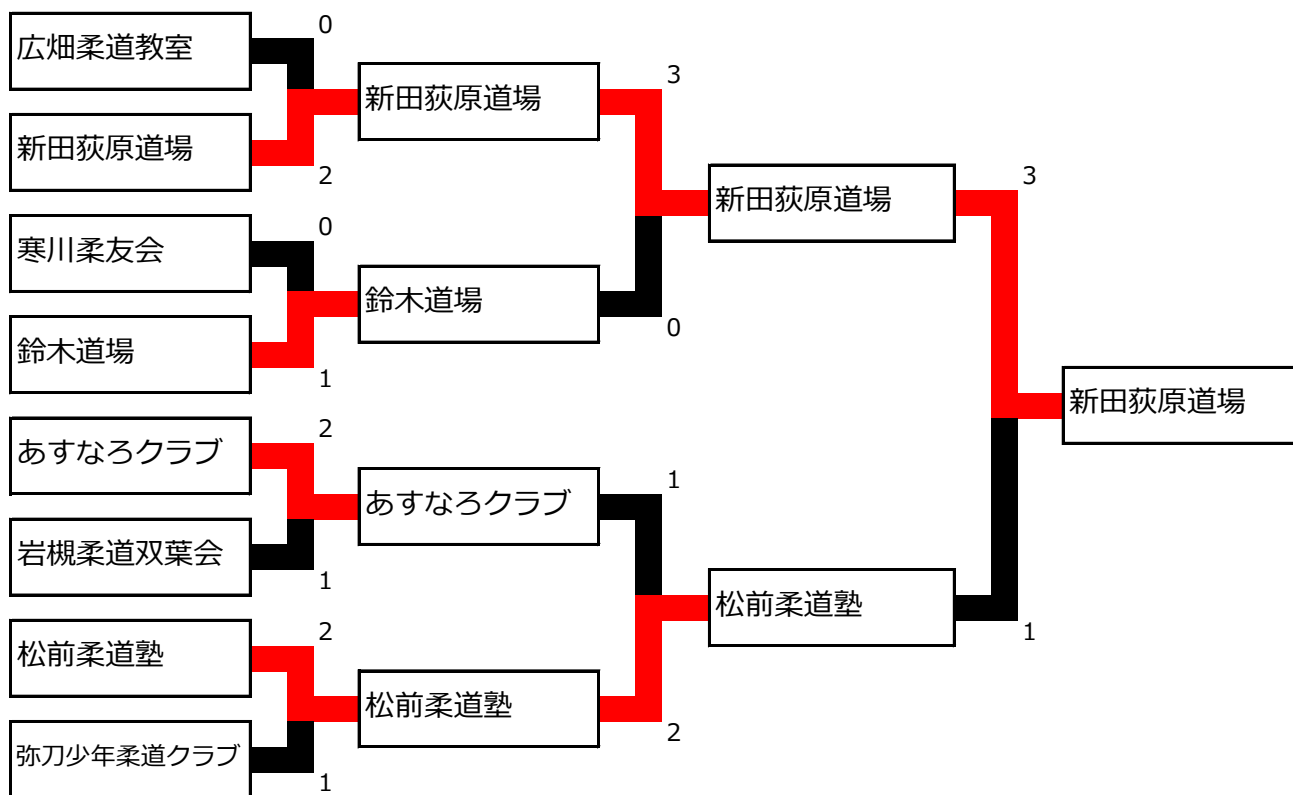 広畑柔道教室
0
新田荻原道場
2
寒川柔友会
0
鈴木道場
1
あすなろクラブ
2
岩槻柔道双葉会
1
松前柔道塾
2
弥刀少年柔道クラブ
1
新田荻原道場
3
鈴木道場
0
あすなろクラブ
1
松前柔道塾
2
新田荻原道場
3
松前柔道塾
1
新田荻原道場